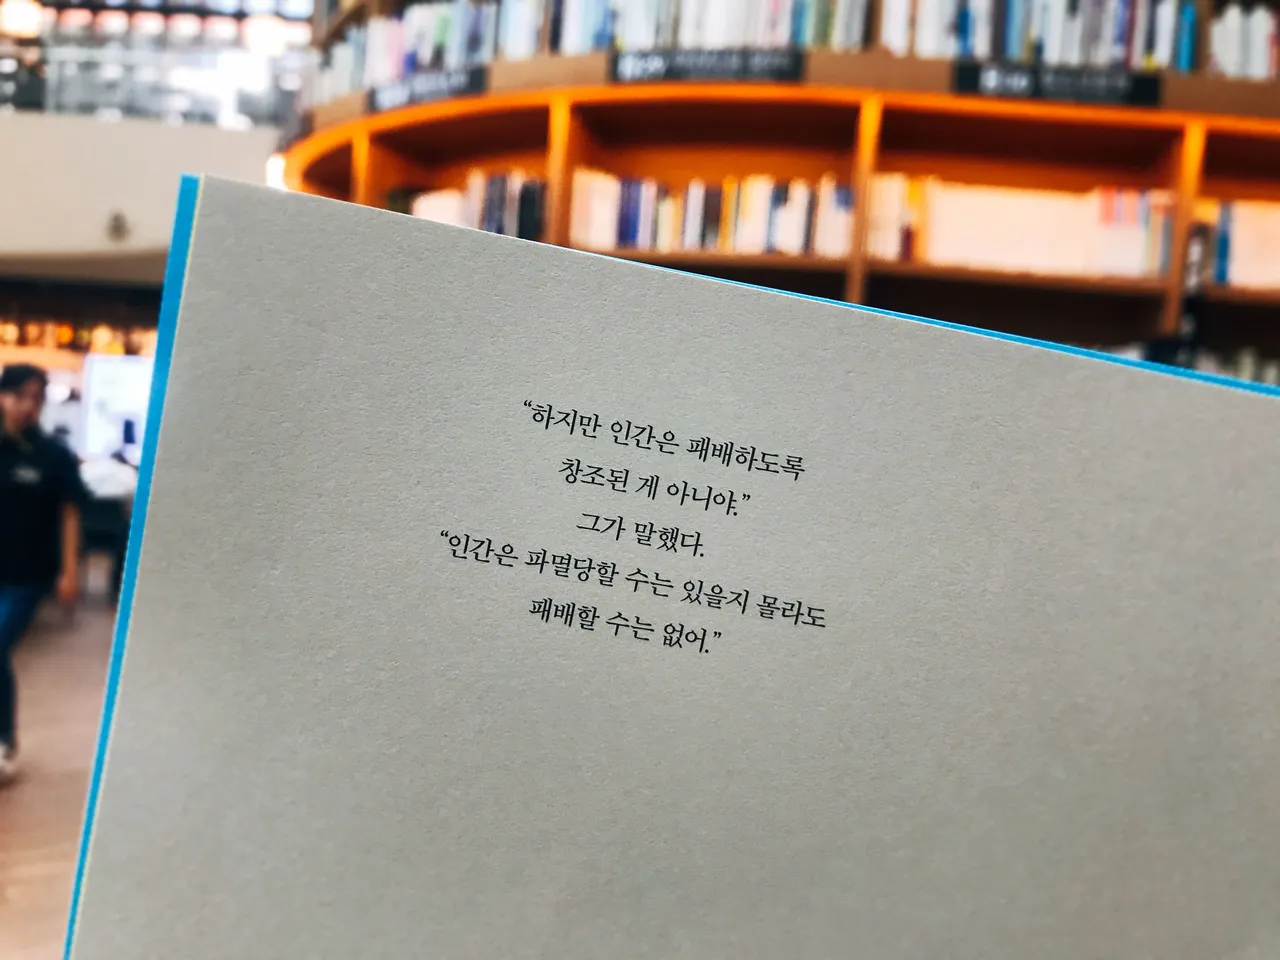 “하지만 인간은 패배하도록
창조된 게 아니야.”
그가 말했다.
“인간은 파멸당할 수는 있을지 몰라도
패배할 수는 없어.”